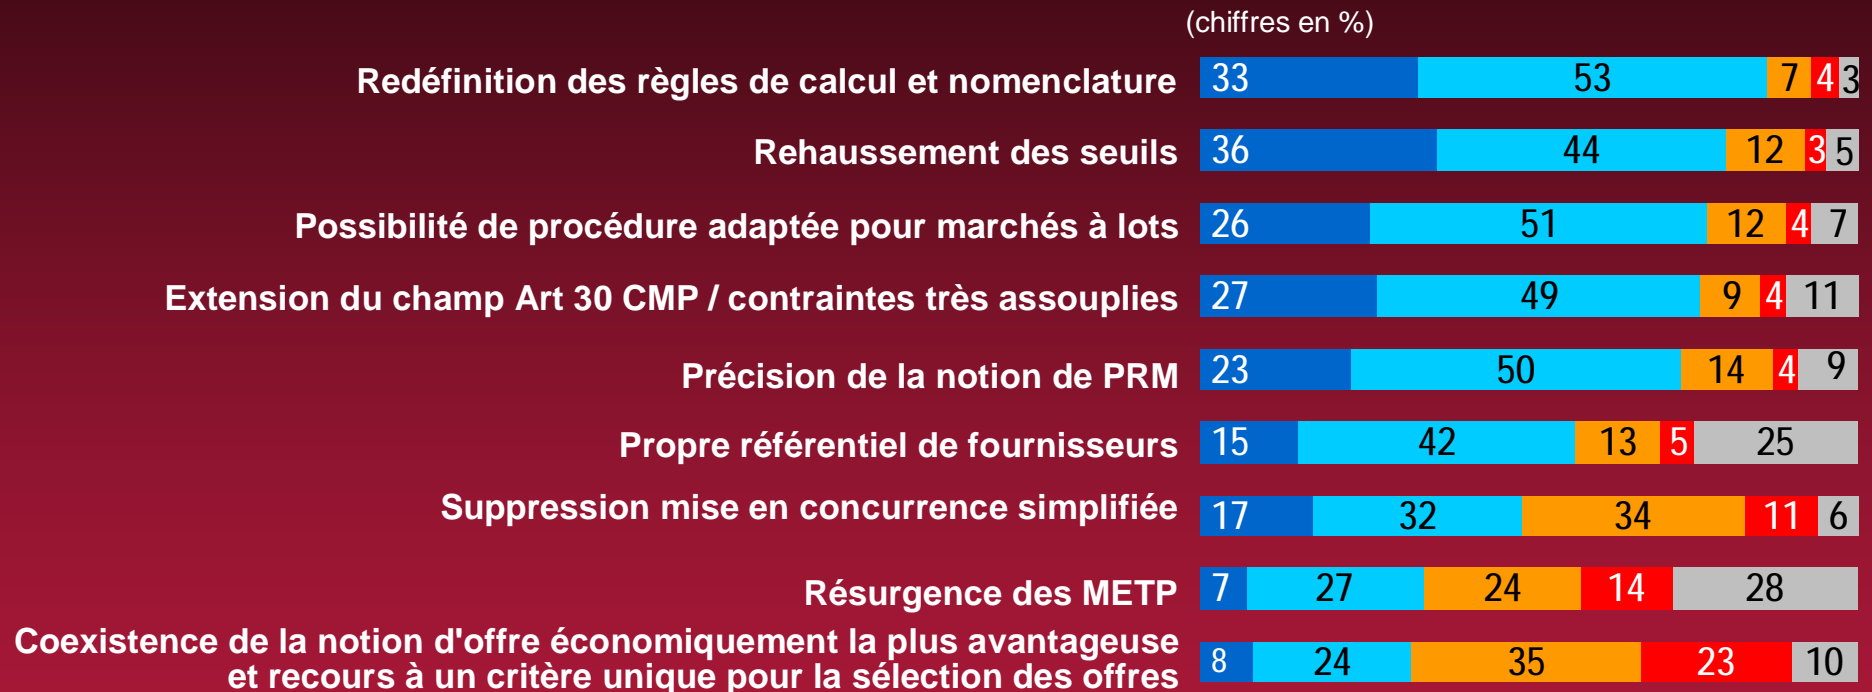 (chiffres en %)
Redéfinition des règles de calcul et nomenclature 33 53 7 4 3
Rehaussement des seuils 36 44 12 3 5
Possibilité de procédure adaptée pour marchés à lots 26 51 12 4 7
Extension du champ Art 30 CMP / contraintes très assouplies 27 49 9 4 11
Précision de la notion de PRM 23 50 14 4 9
Propre référentiel de fournisseurs 15 42 13 5 25
Suppression mise en concurrence simplifiée 17 32 34 11 6
Résurgence des METP 7 27 24 14 28
Coexistence de la notion d'offre économiquement la plus avantageuse
et recours à un critère unique pour la sélection des offres 8 24 35 23 10